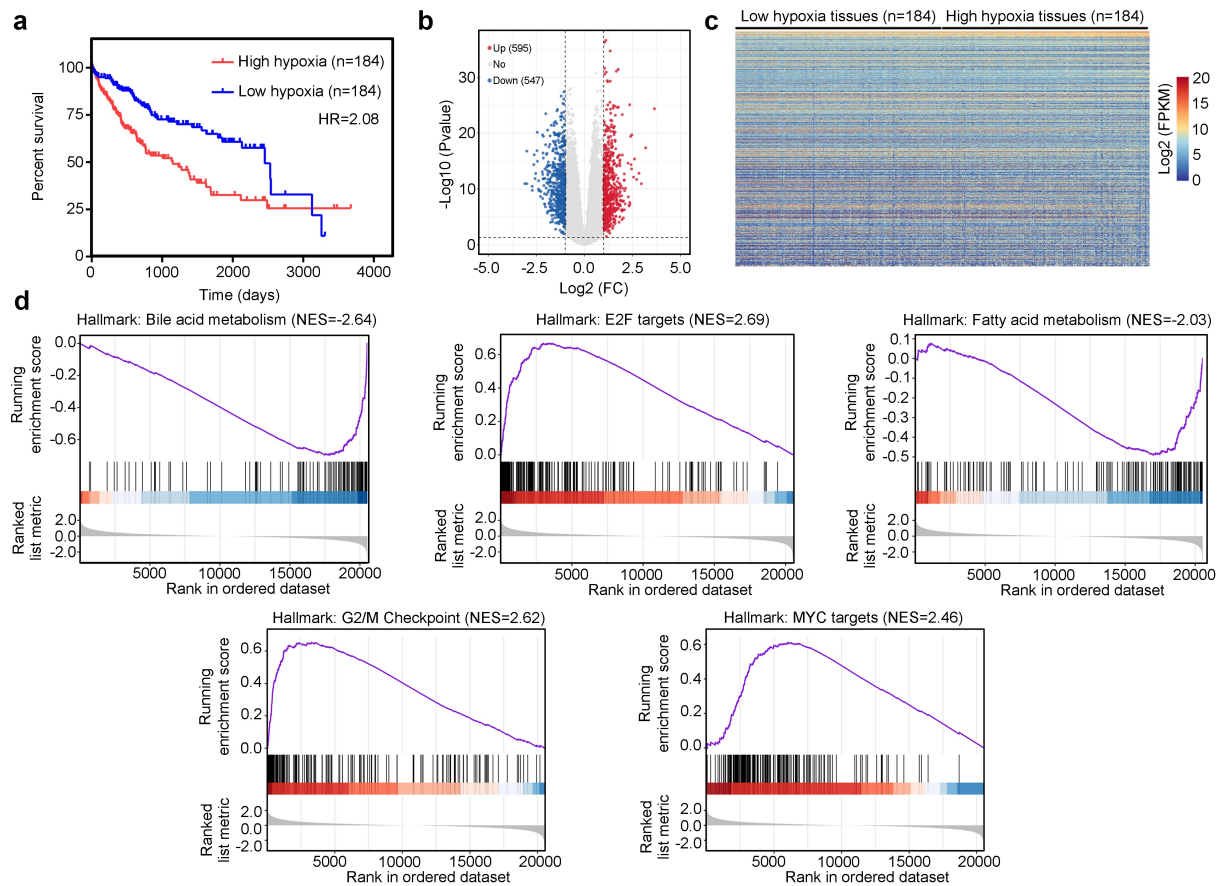 a
High hypoxia (n=184)
Low hypoxia (n=184)
HR=2.08
Percent survival
100
75
50
25
0
0
1000
2000
3000
4000
Time (days)
b
Up (595)
No
Down (547)
-Log10 (Pvalue)
30
20
10
0
-5.0
-2.5
0.0
2.5
5.0
Log2 (FC)
c
Low hypoxia tissues (n=184)
High hypoxia tissues (n=184)
Log2 (FPKM)
20
15
10
5
0
d
Hallmark: Bile acid metabolism (NES=-2.64)
Running
enrichment score
0.0
-0.2
-0.4
-0.6
Ranked
list metric
2.0
0.0
-2.0
5000
10000
15000
20000
Rank in ordered dataset
Hallmark: E2F targets (NES=2.69)
Running
enrichment score
0.6
0.4
0.2
0.0
Ranked
list metric
2.0
0.0
-2.0
5000
10000
15000
20000
Rank in ordered dataset
Hallmark: Fatty acid metabolism (NES=-2.03)
Running
enrichment score
0.1
0.0
-0.1
-0.2
-0.3
-0.4
-0.5
Ranked
list metric
2.0
0.0
-2.0
5000
10000
15000
20000
Rank in ordered dataset
Hallmark: G2/M Checkpoint (NES=2.62)
Running
enrichment score
0.6
0.4
0.2
0.0
Ranked
list metric
2.0
0.0
-2.0
5000
10000
15000
20000
Rank in ordered dataset
Hallmark: MYC targets (NES=2.46)
Running
enrichment score
0.6
0.4
0.2
0.0
Ranked
list metric
2.0
0.0
-2.0
5000
10000
15000
20000
Rank in ordered dataset